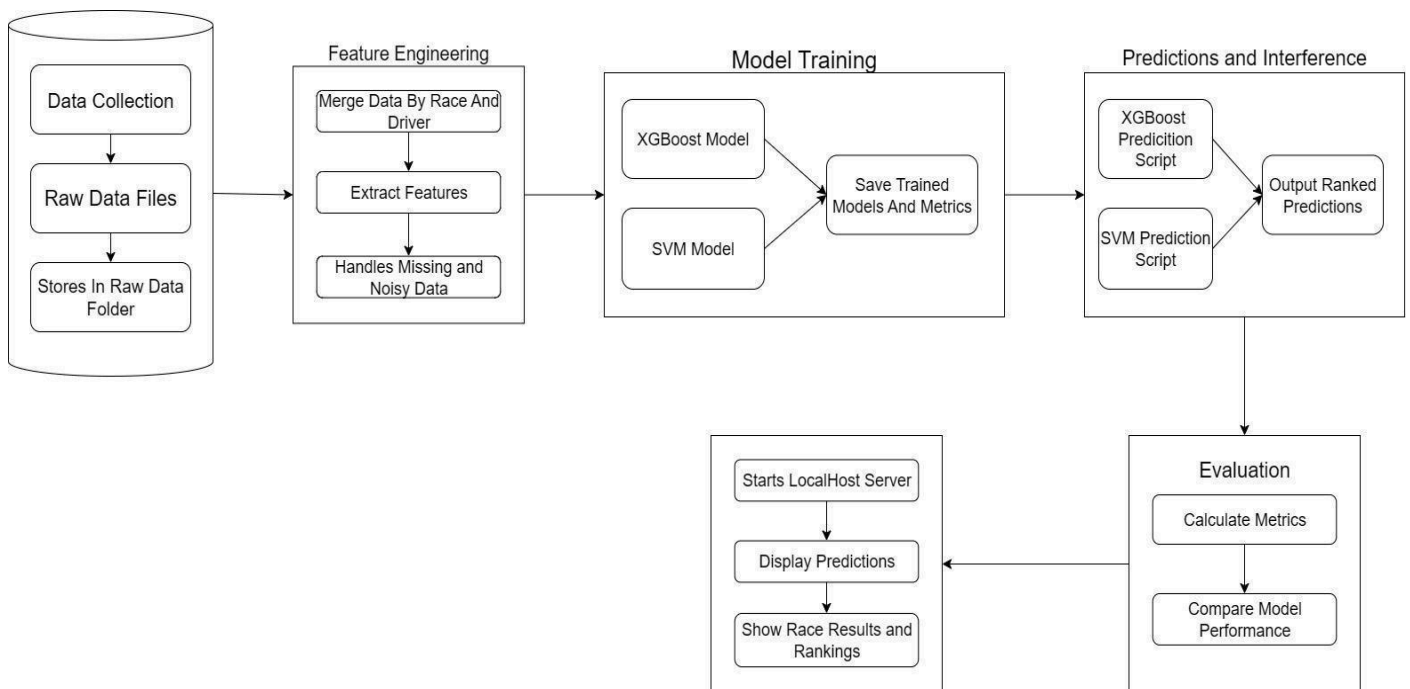 Data Collection
Raw Data Files
Stores In Raw Data
Folder
Feature Engineering
Merge Data By Race And
Driver
Extract Features
Handles Missing and
Noisy Data
Model Training
XGBoost Model
SVM Model
Save Trained
Models And Metrics
Predictions and Interference
XGBoost
Predicition
Script
SVM Prediction
Script
Output Ranked
Predictions
Evaluation
Calculate Metrics
Compare Model
Performance
Starts LocalHost Server
Display Predictions
Show Race Results and
Rankings